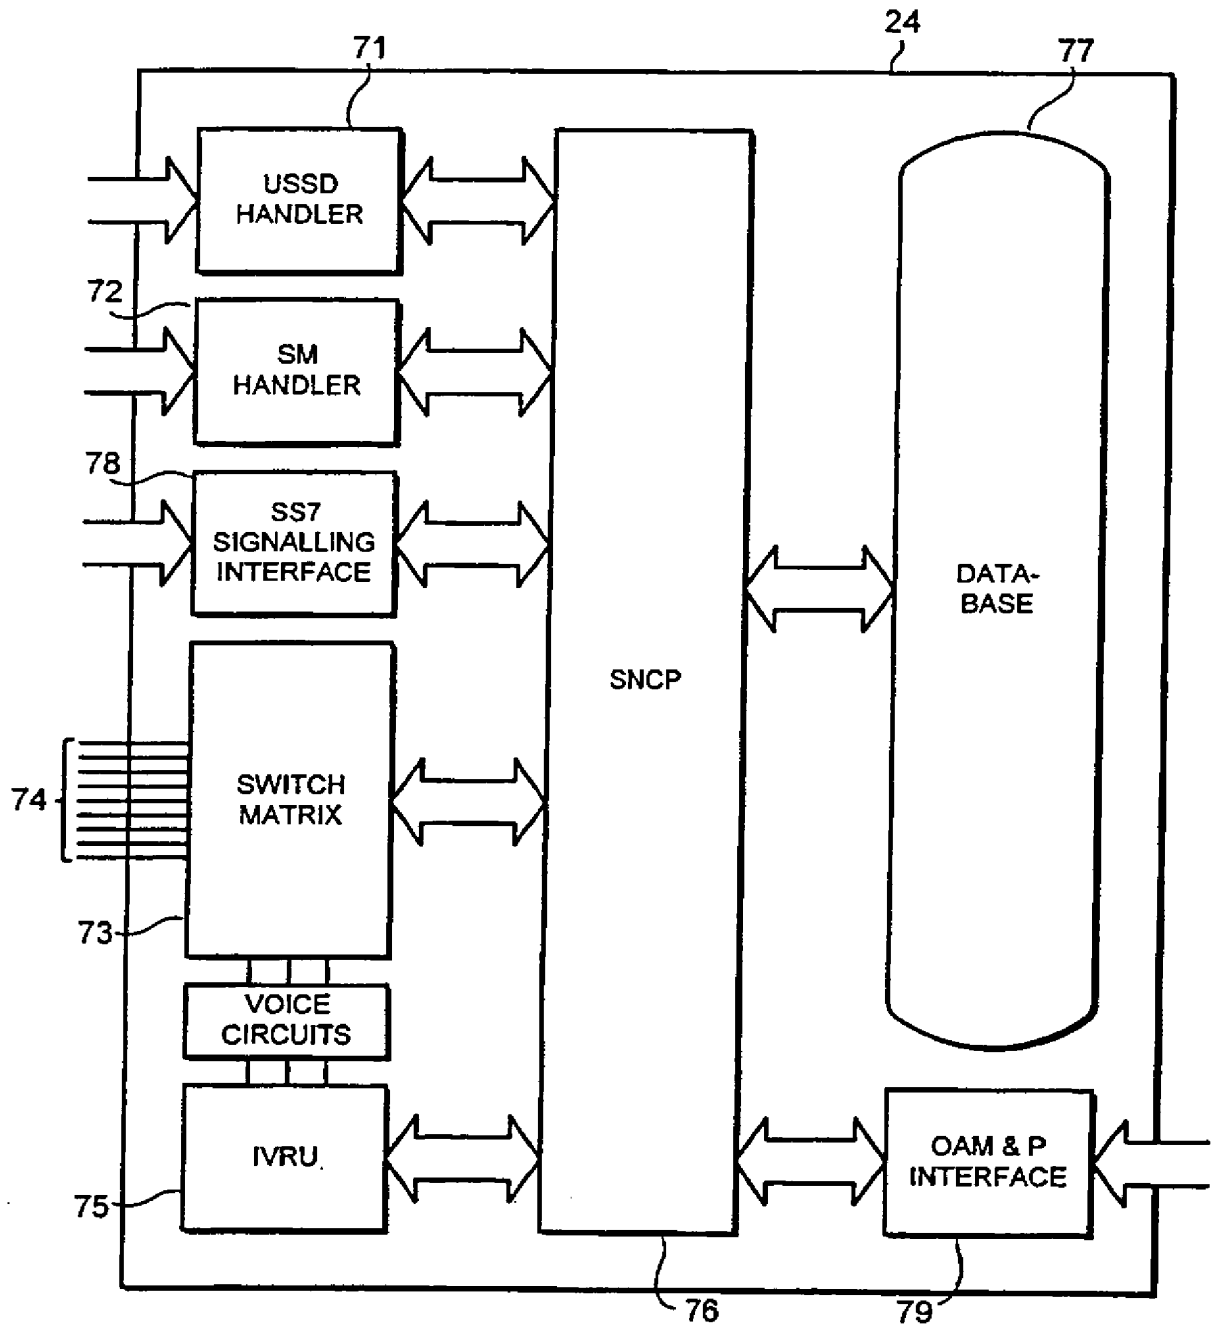 24
71
77
USSD
HANDLER
72
SM
HANDLER
78
SS7
SIGNALLING
INTERFACE
DATA-
BASE
SNCP
74
SWITCH
MATRIX
73
VOICE
CIRCUITS
IVRU
OAM & P
INTERFACE
75
76
79